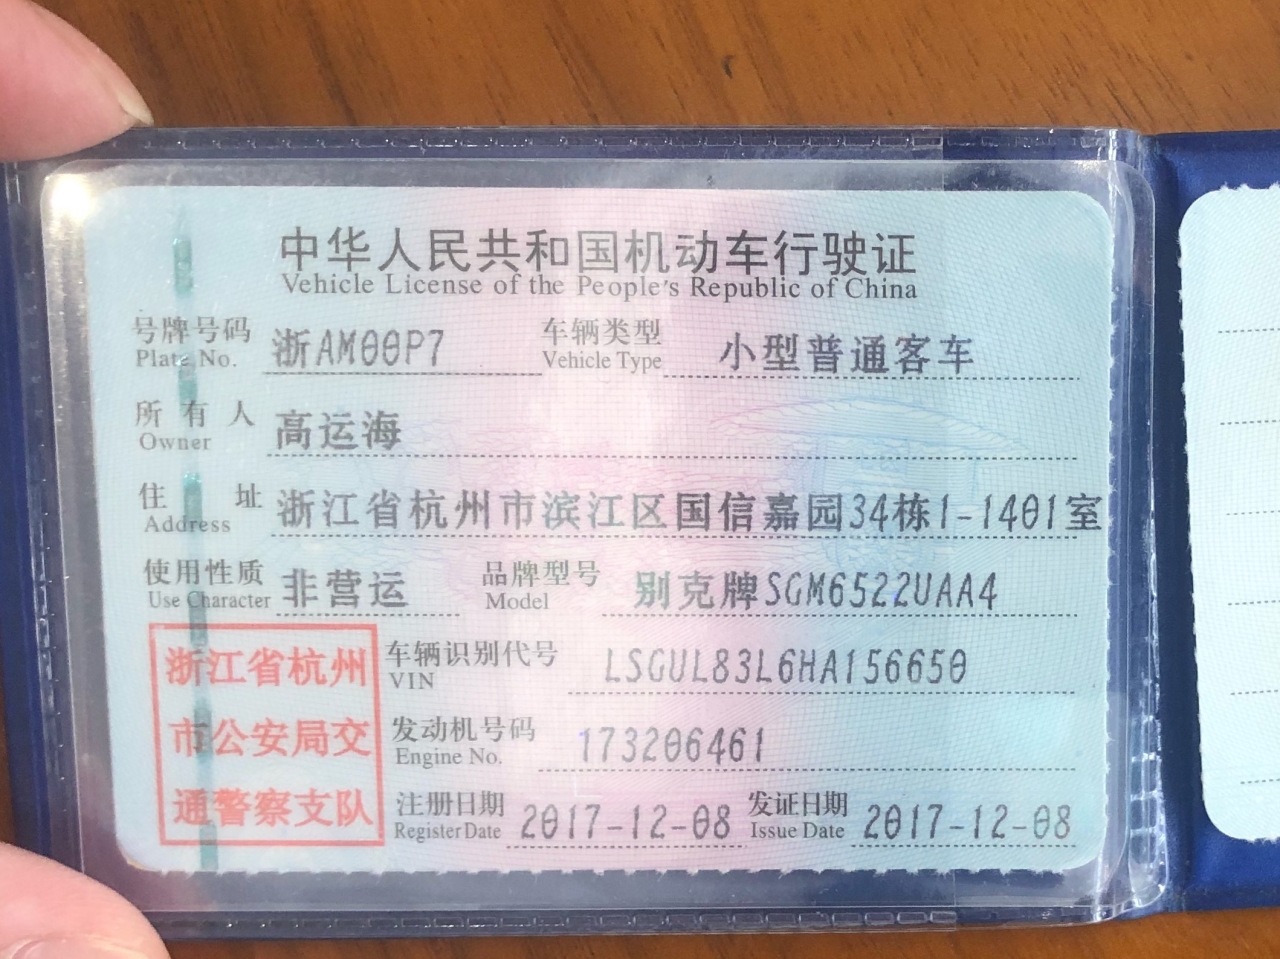 中华人民共和国机动车行驶证
Vehicle License of the People's Republic of China
号牌号码 浙AM00P7 车辆类型 小型普通客车
Plate No. Vehicle Type
所有人 高运海
Owner
住址 浙江省杭州市滨江区国信嘉园34栋1-1401室
Address
使用性质 非营运 品牌型号 别克牌SGM6522UAA4
Use Character Model
浙江省杭州 车辆识别代号 LSGUL83L6HA156650
VIN
市公安局交 发动机号码 173206461
Engine No.
通警察支队 注册日期 2017-12-08 发证日期 2017-12-08
Register Date Issue Date